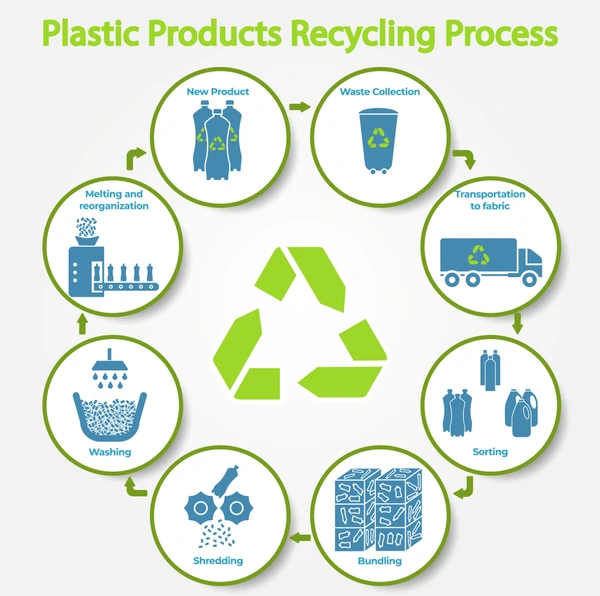 Plastic Products Recycling Process
New Product
Waste Collection
Transportation
to fabric
Sorting
Bundling
Shredding
Washing
Melting and
reorganization